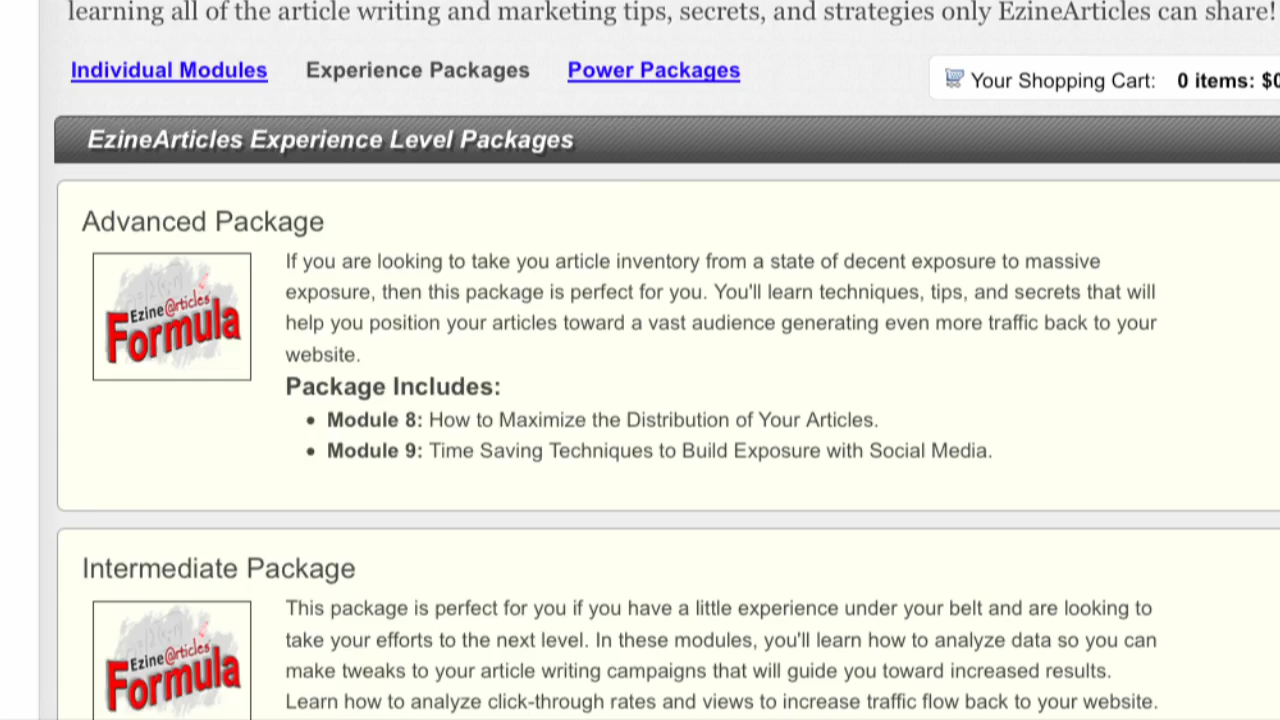 learning all of the article writing and marketing tips, secrets, and strategies only EzineArticles can share!
Individual Modules Experience Packages Power Packages
Your Shopping Cart: 0 items: $0
EzineArticles Experience Level Packages
Advanced Package
Ezine@rticles
Formula
If you are looking to take you article inventory from a state of decent exposure to massive
exposure, then this package is perfect for you. You'll learn techniques, tips, and secrets that will
help you position your articles toward a vast audience generating even more traffic back to your
website.
Package Includes:
• Module 8: How to Maximize the Distribution of Your Articles.
• Module 9: Time Saving Techniques to Build Exposure with Social Media.
Intermediate Package
Ezine@rticles
Formula
This package is perfect for you if you have a little experience under your belt and are looking to
take your efforts to the next level. In these modules, you'll learn how to analyze data so you can
make tweaks to your article writing campaigns that will guide you toward increased results.
Learn how to analyze click-through rates and views to increase traffic flow back to your website.